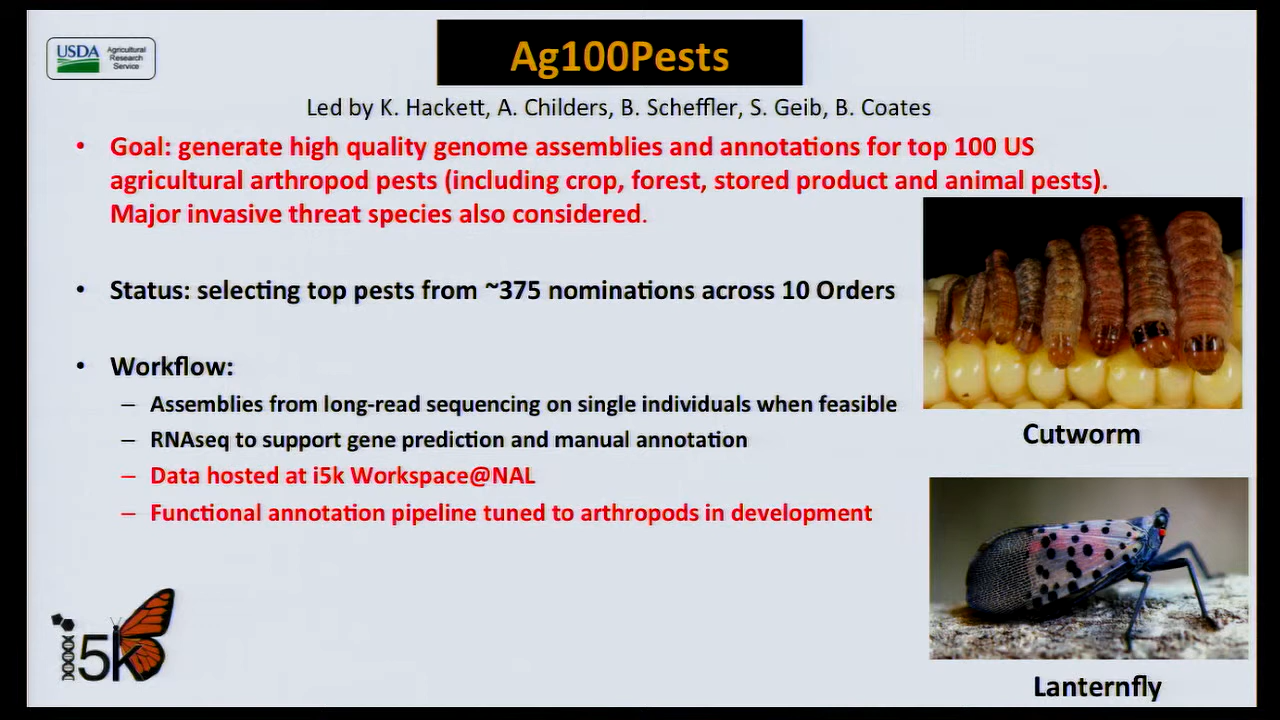 USDA
Agricultural
Research
Service
Ag100Pests
Led by K. Hackett, A. Childers, B. Scheffler, S. Geib, B. Coates
• Goal: generate high quality genome assemblies and annotations for top 100 US
agricultural arthropod pests (including crop, forest, stored product and animal pests).
Major invasive threat species also considered.
• Status: selecting top pests from ~375 nominations across 10 Orders
• Workflow:
– Assemblies from long-read sequencing on single individuals when feasible
– RNAseq to support gene prediction and manual annotation
– Data hosted at i5k Workspace@NAL
– Functional annotation pipeline tuned to arthropods in development
Cutworm
Lanternfly
i5k